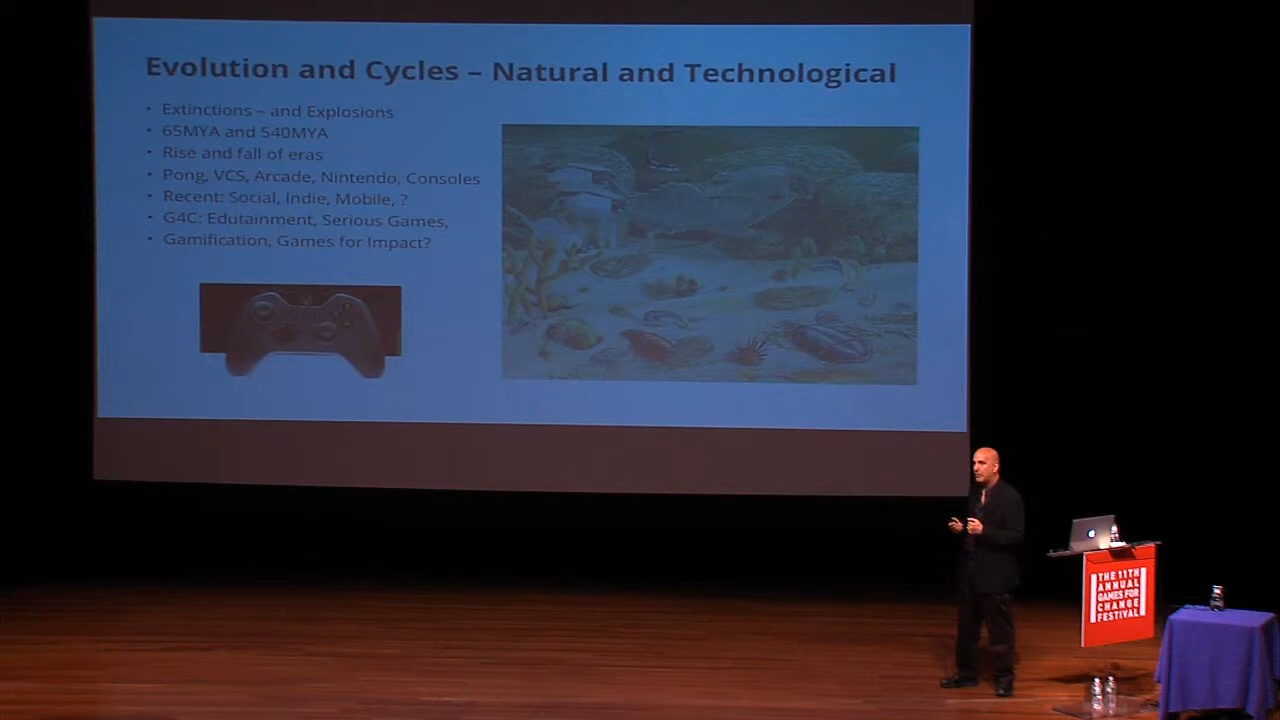 Evolution and Cycles – Natural and Technological
• Extinctions – and Explosions
• 65MYA and 540MYA
• Rise and fall of eras
• Pong, VCS, Arcade, Nintendo, Consoles
• Recent: Social, Indie, Mobile, ?
• G4C: Edutainment, Serious Games,
• Gamification, Games for Impact?
THE 11TH
ANNUAL
GAMES FOR
CHANGE
FESTIVAL